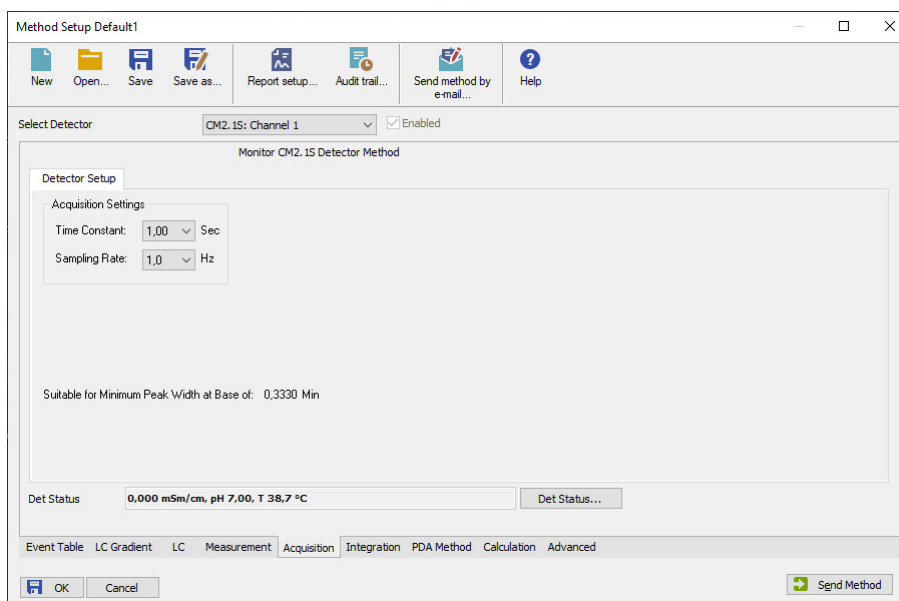 Method Setup Default1
New Open... Save Save as... Report setup... Audit trail... Send method by e-mail... Help
Select Detector CM2.1S: Channel 1 Enabled
Monitor CM2.1S Detector Method
Detector Setup
Acquisition Settings
Time Constant: 1,00 Sec
Sampling Rate: 1,0 Hz
Suitable for Minimum Peak Width at Base of: 0,3330 Min
Det Status 0,000 mSm/cm, pH 7,00, T 38,7 °C Det Status...
Event Table LC Gradient LC Measurement Acquisition Integration PDA Method Calculation Advanced
OK Cancel Send Method